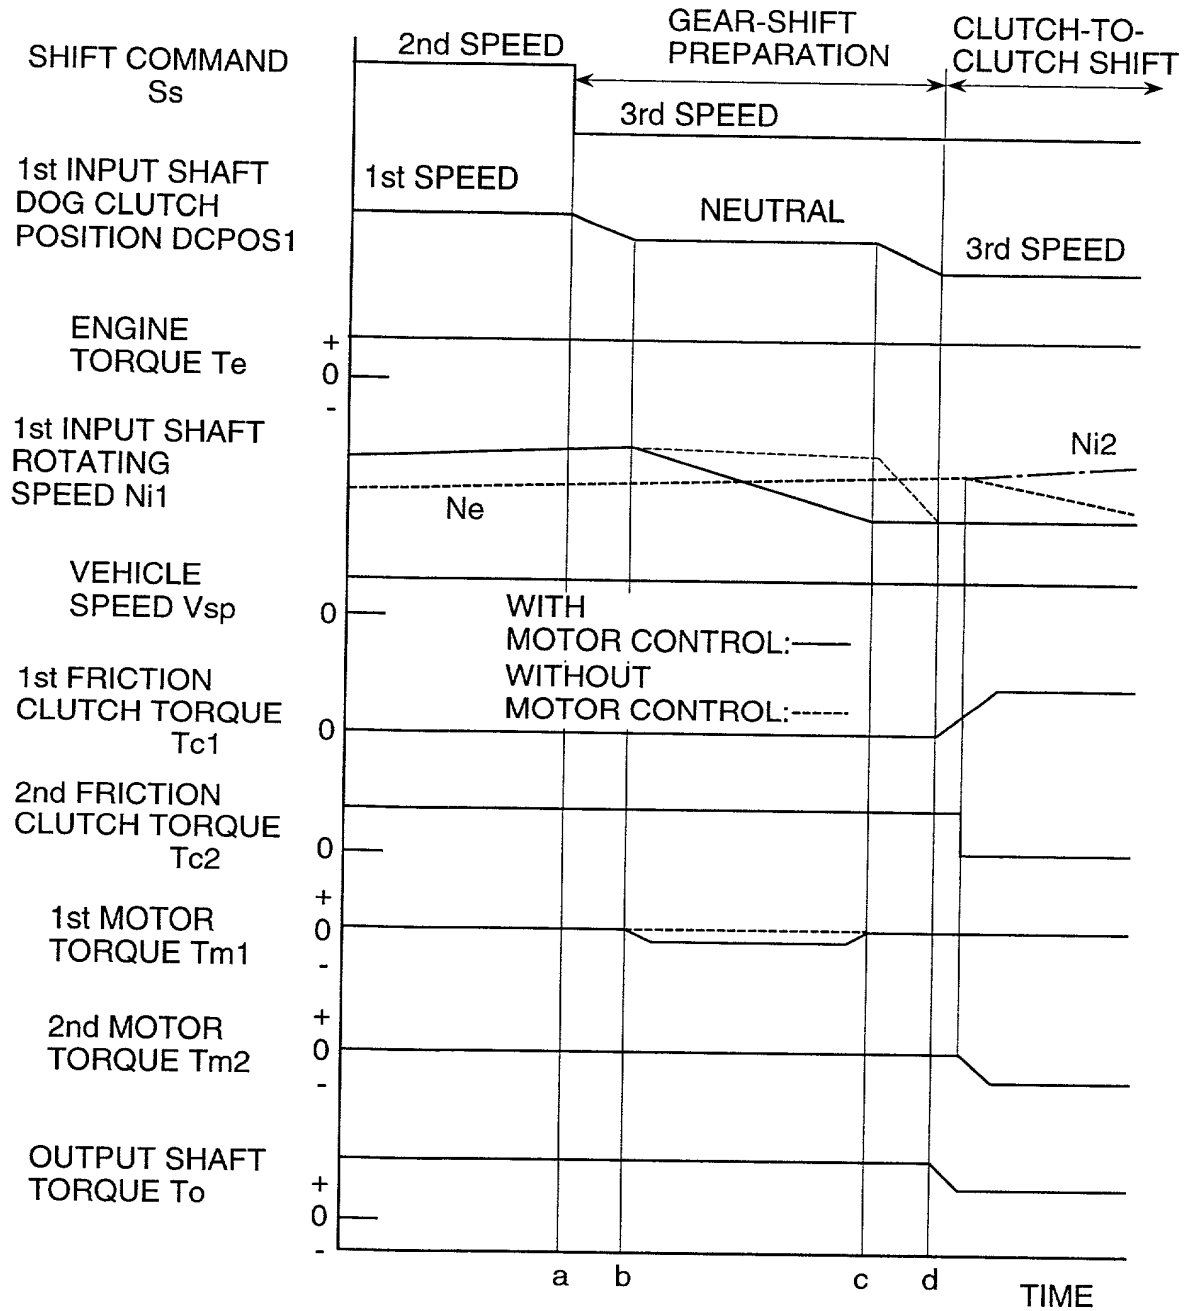 GEAR-SHIFT
PREPARATION
CLUTCH-TO-
CLUTCH SHIFT
SHIFT COMMAND
Ss
2nd SPEED
3rd SPEED
1st INPUT SHAFT
DOG CLUTCH
POSITION DCPOS1
1st SPEED
NEUTRAL
3rd SPEED
ENGINE
TORQUE Te
+
0
-
1st INPUT SHAFT
ROTATING
SPEED Ni1
Ne
Ni2
VEHICLE
SPEED Vsp
0
WITH
MOTOR CONTROL:
WITHOUT
MOTOR CONTROL:
1st FRICTION
CLUTCH TORQUE
Tc1
0
2nd FRICTION
CLUTCH TORQUE
Tc2
0
1st MOTOR
TORQUE Tm1
+
0
-
2nd MOTOR
TORQUE Tm2
+
0
-
OUTPUT SHAFT
TORQUE To
+
0
-
a b c d
TIME